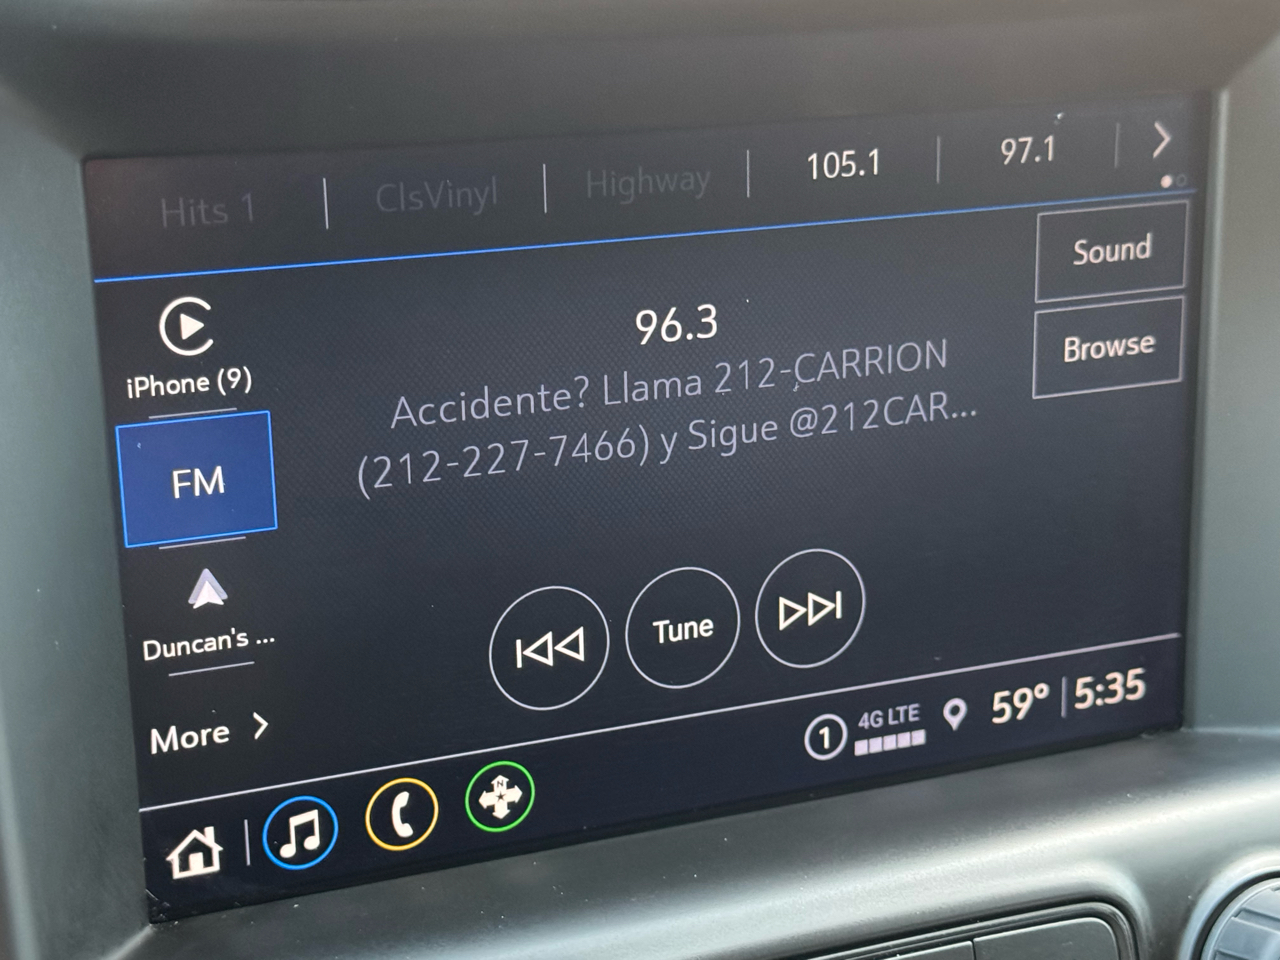 Hits 1
ClsVinyl
Highway
105.1
97.1
iPhone (9)
FM
Duncan's ...
More
96.3
Accidente? Llama 212-CARRION
(212-227-7466) y Sigue @212CAR...
Sound
Browse
Tune
1
4G LTE
59°
5:35
N